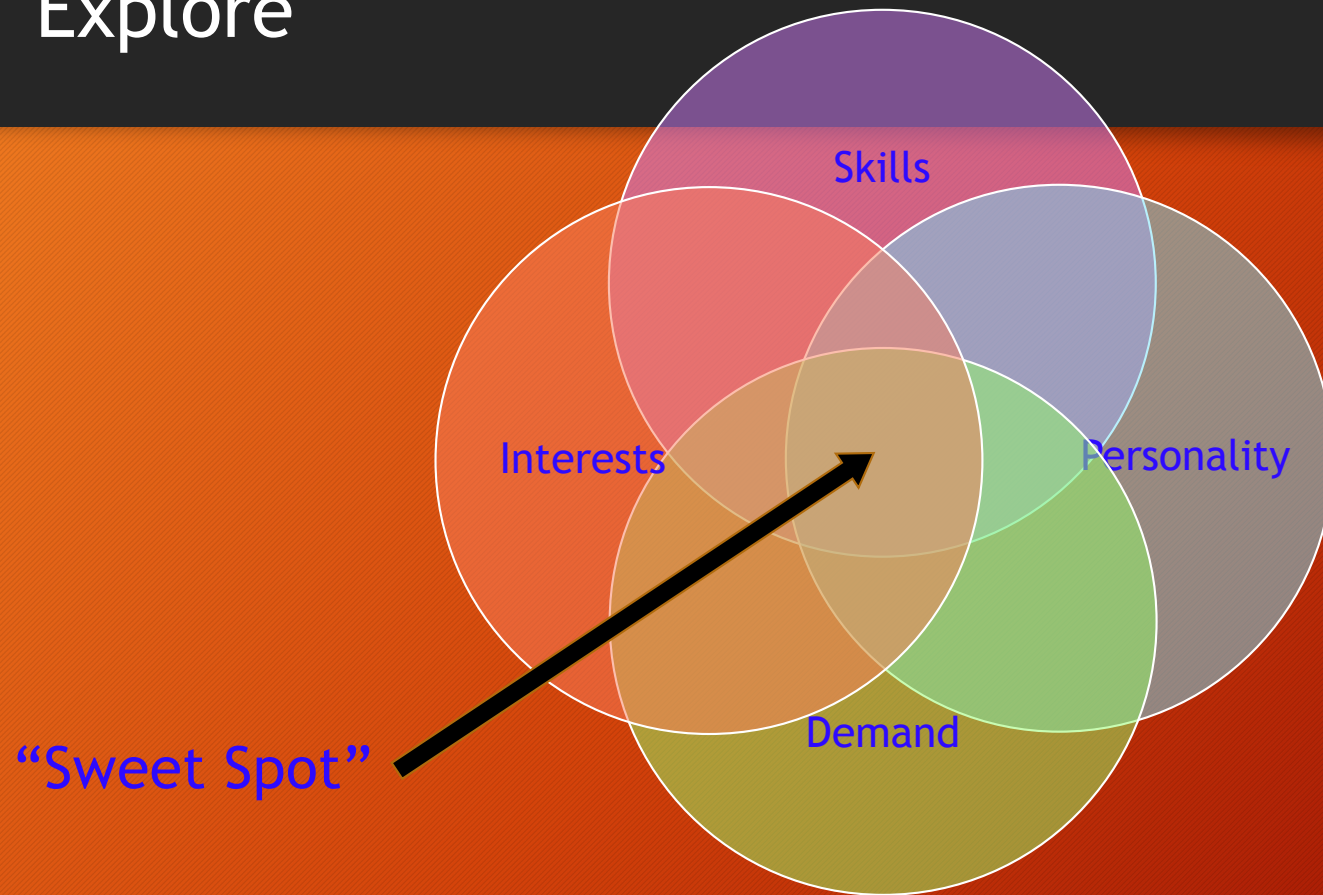 Explore
Skills
Interests
Personality
Demand
“Sweet Spot”